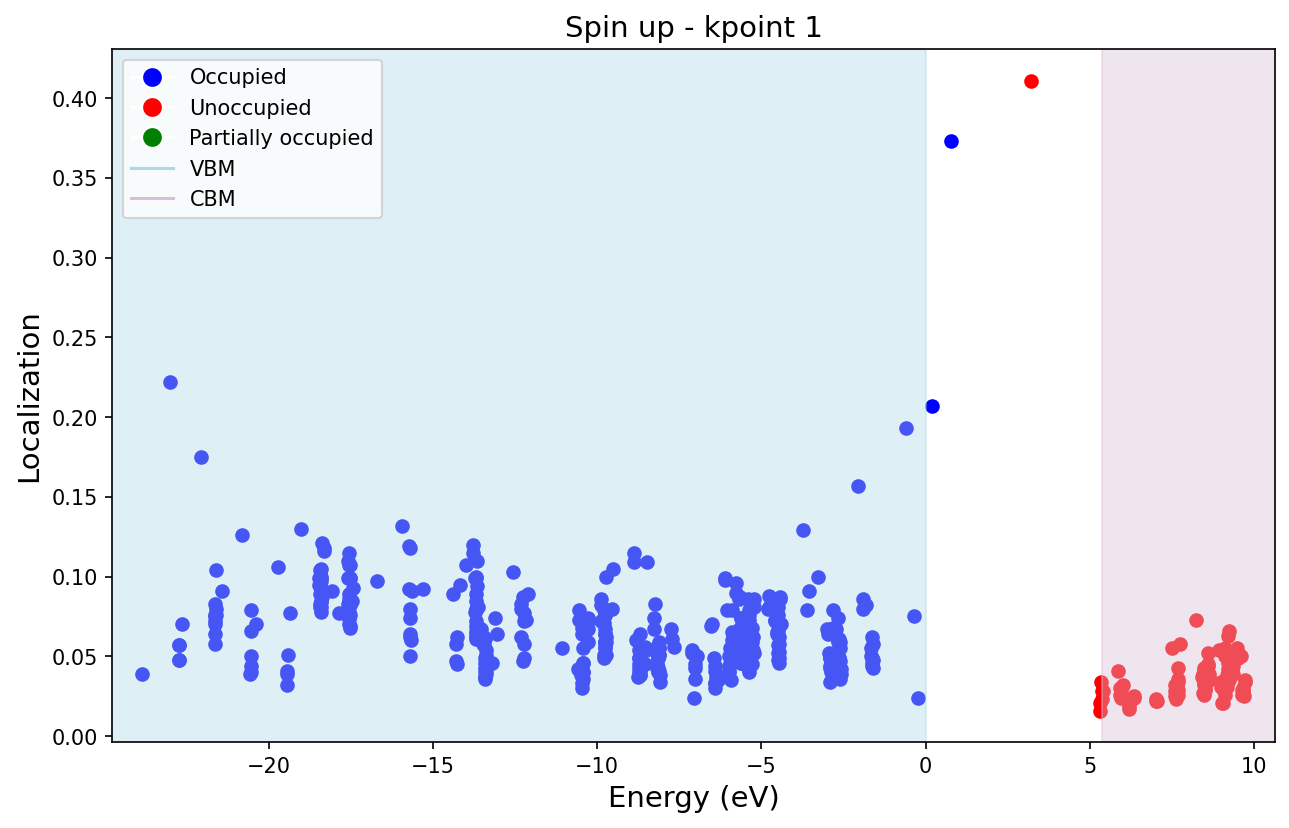 Spin up - kpoint 1
Occupied
Unoccupied
Partially occupied
VBM
CBM
0.40
0.35
0.30
0.25
0.20
0.15
0.10
0.05
0.00
Localization
−20
−15
−10
−5
0
5
10
Energy (eV)